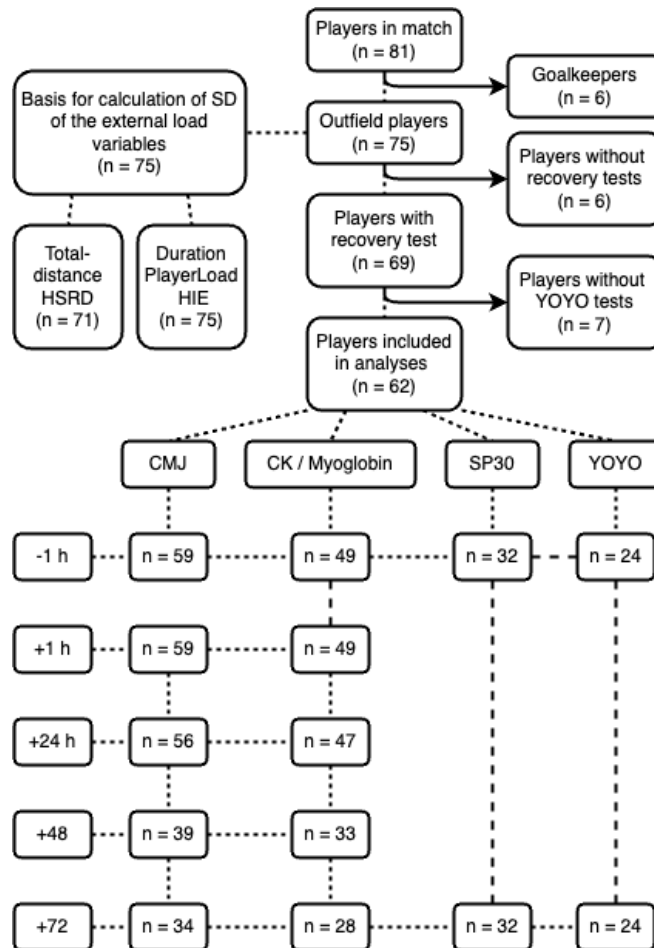 Players in match
(n = 81)
Goalkeepers
(n = 6)
Basis for calculation of SD
of the external load
variables
(n = 75)
Outfield players
(n = 75)
Players without
recovery tests
(n = 6)
Total-
distance
HSRD
(n = 71)
Duration
PlayerLoad
HIE
(n = 75)
Players with
recovery test
(n = 69)
Players without
YOYO tests
(n = 7)
Players included
in analyses
(n = 62)
CMJ
CK / Myoglobin
SP30
YOYO
-1 h
n = 59
n = 49
n = 32
n = 24
+1 h
n = 59
n = 49
+24 h
n = 56
n = 47
+48
n = 39
n = 33
+72
n = 34
n = 28
n = 32
n = 24